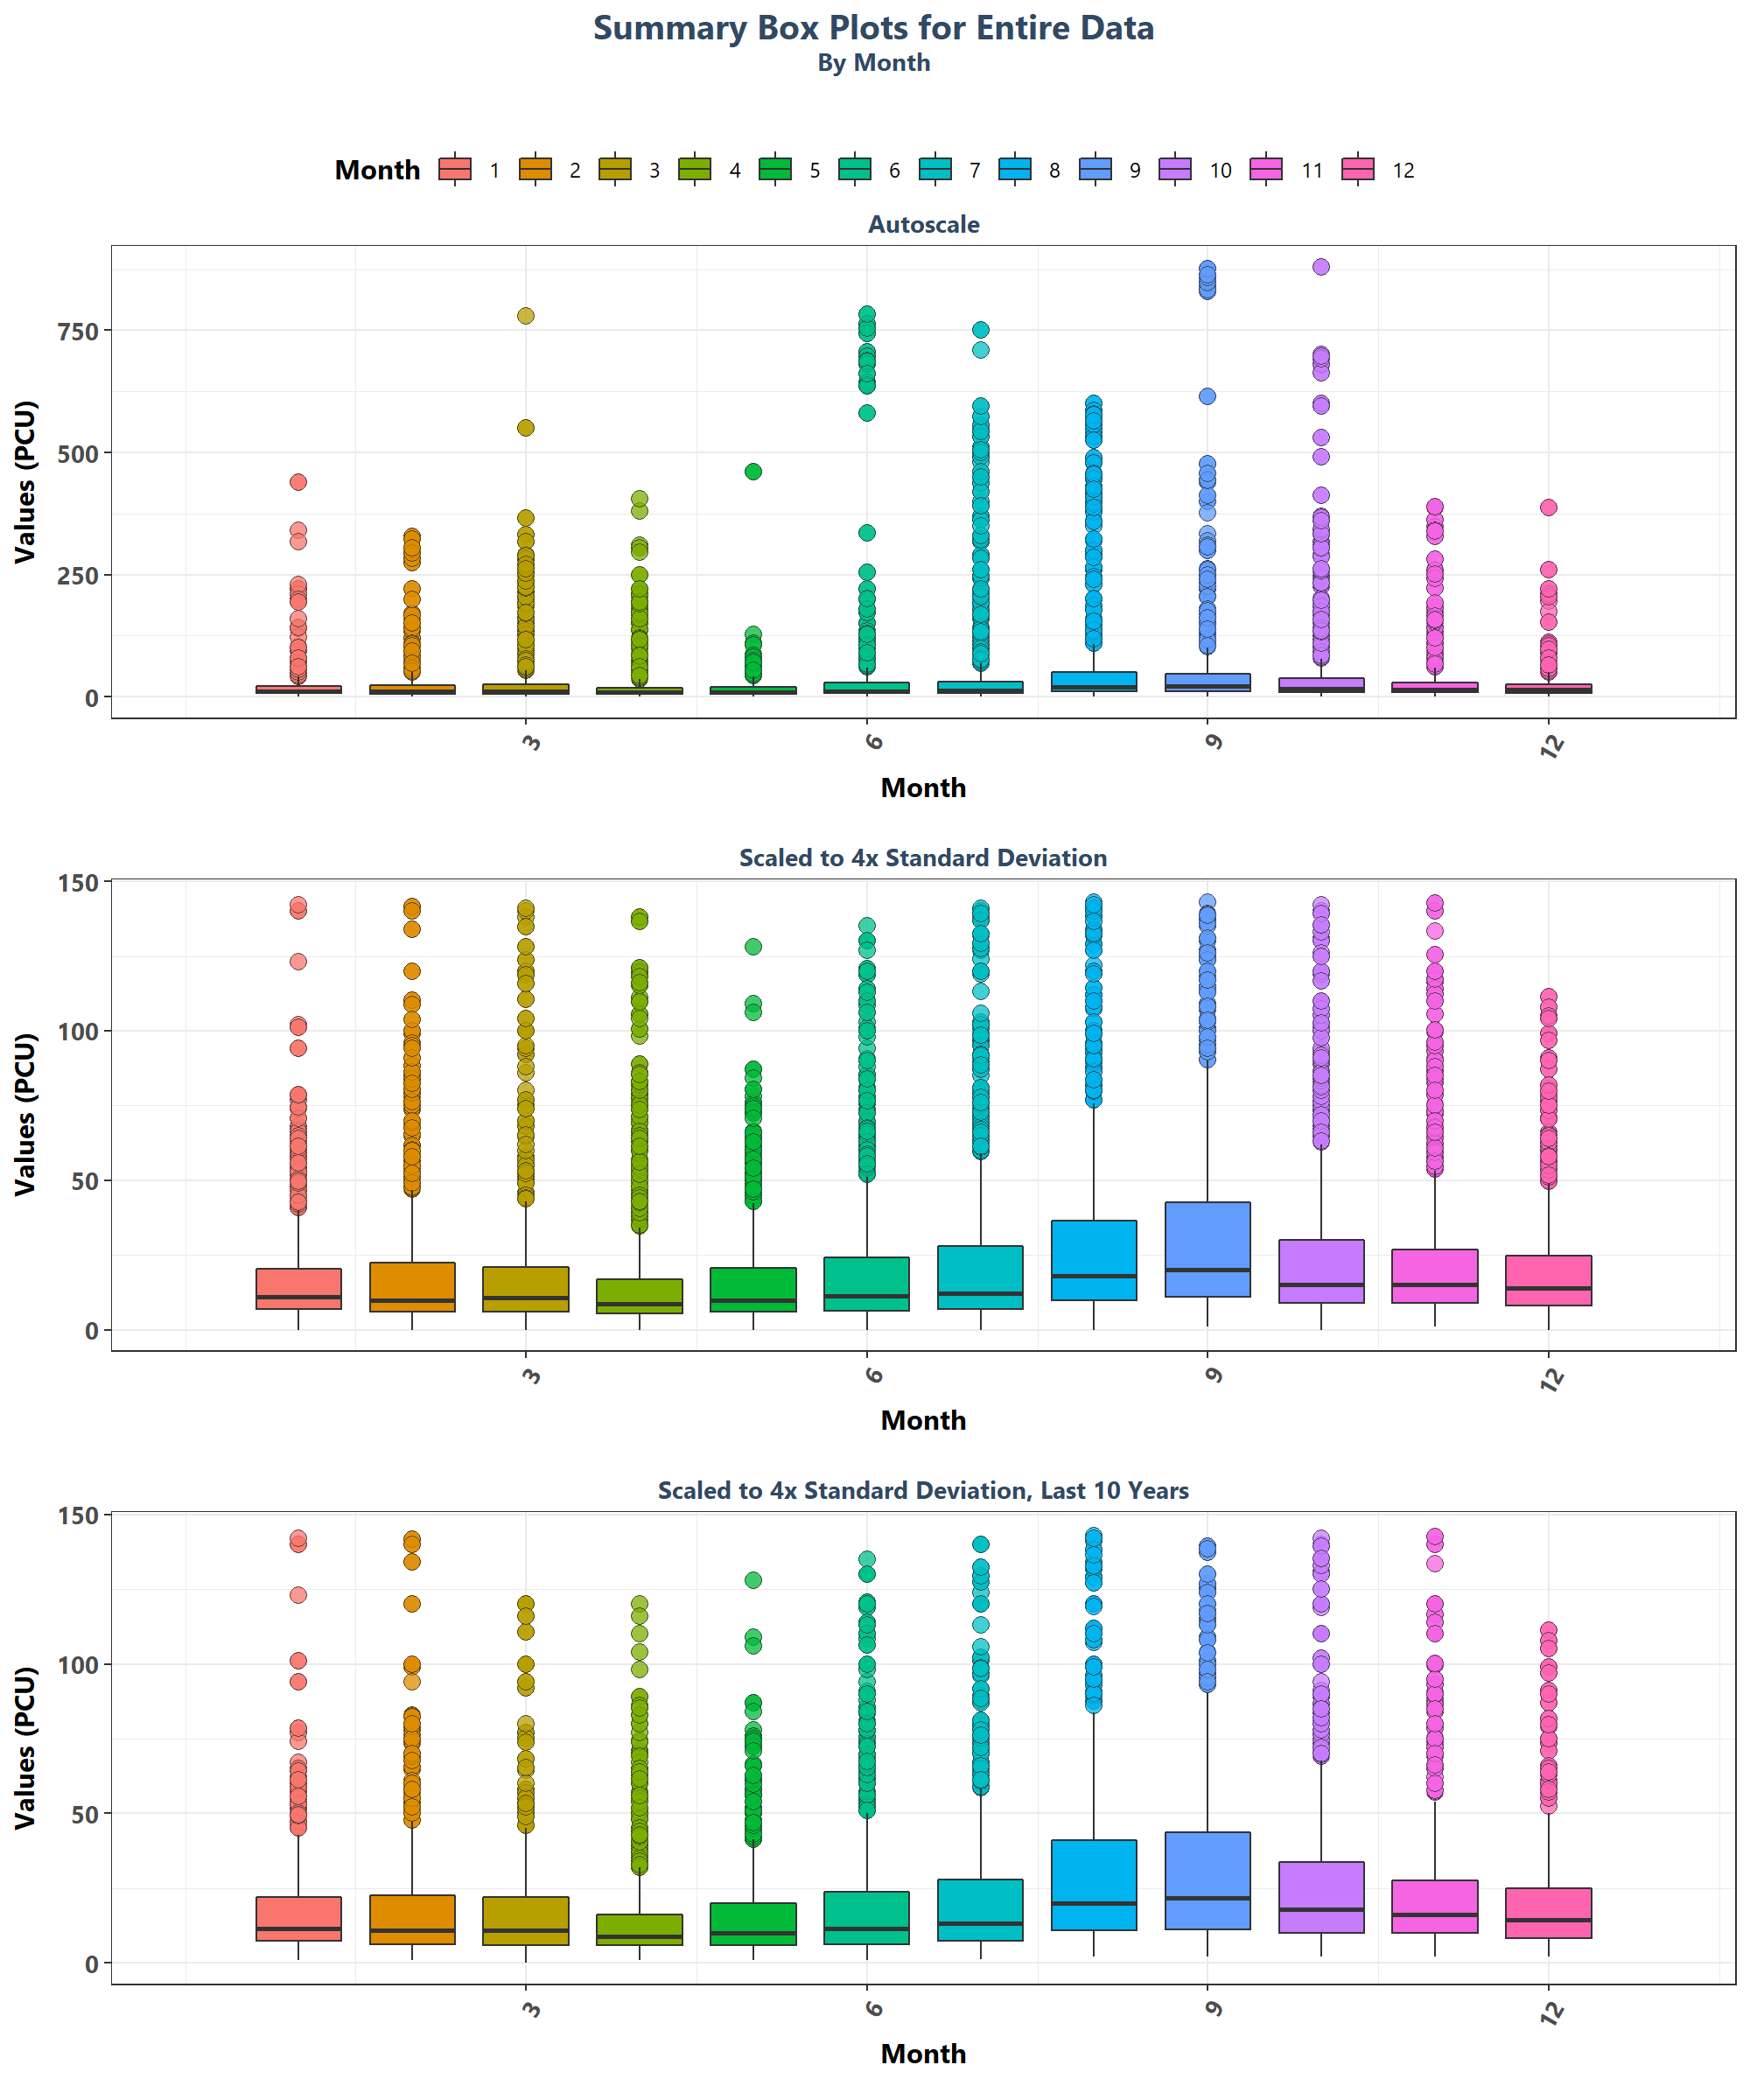 Summary Box Plots for Entire Data
By Month
Month 1 2 3 4 5 6 7 8 9 10 11 12
Autoscale
Values (PCU)
750
500
250
0
3 6 9 12
Month
Scaled to 4x Standard Deviation
Values (PCU)
150
100
50
0
3 6 9 12
Month
Scaled to 4x Standard Deviation, Last 10 Years
Values (PCU)
150
100
50
0
3 6 9 12
Month